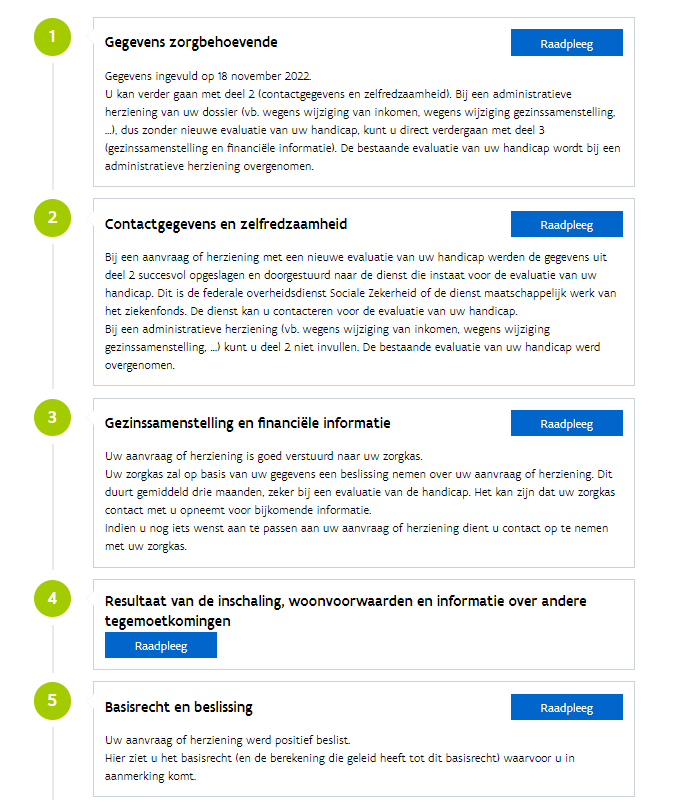 1
Gegevens zorgbehoevende
Raadpleeg
Gegevens ingevuld op 18 november 2022.
U kan verder gaan met deel 2 (contactgegevens en zelfredzaamheid). Bij een administratieve
herziening van uw dossier (vb. wegens wijziging van inkomen, wegens wijziging gezinssamenstelling,
...), dus zonder nieuwe evaluatie van uw handicap, kunt u direct verdergaan met deel 3
(gezinssamenstelling en financiële informatie). De bestaande evaluatie van uw handicap wordt bij een
administratieve herziening overgenomen.
2
Contactgegevens en zelfredzaamheid
Raadpleeg
Bij een aanvraag of herziening met een nieuwe evaluatie van uw handicap werden de gegevens uit
deel 2 succesvol opgeslagen en doorgestuurd naar de dienst die instaat voor de evaluatie van uw
handicap. Dit is de federale overheidsdienst Sociale Zekerheid of de dienst maatschappelijk werk van
het ziekenfonds. De dienst kan u contacteren voor de evaluatie van uw handicap.
Bij een administratieve herziening (vb. wegens wijziging van inkomen, wegens wijziging
gezinssamenstelling, ...) kunt u deel 2 niet invullen. De bestaande evaluatie van uw handicap werd
overgenomen.
3
Gezinssamenstelling en financiële informatie
Raadpleeg
Uw aanvraag of herziening is goed verstuurd naar uw zorgkas.
Uw zorgkas zal op basis van uw gegevens een beslissing nemen over uw aanvraag of herziening. Dit
duurt gemiddeld drie maanden, zeker bij een evaluatie van de handicap. Het kan zijn dat uw zorgkas
contact met u opneemt voor bijkomende informatie.
Indien u nog iets wenst aan te passen aan uw aanvraag of herziening dient u contact op te nemen
met uw zorgkas.
4
Resultaat van de inschaling, woonvoorwaarden en informatie over andere
tegemoetkomingen
Raadpleeg
5
Basisrecht en beslissing
Raadpleeg
Uw aanvraag of herziening werd positief beslist.
Hier ziet u het basisrecht (en de berekening die geleid heeft tot dit basisrecht) waarvoor u in
aanmerking komt.